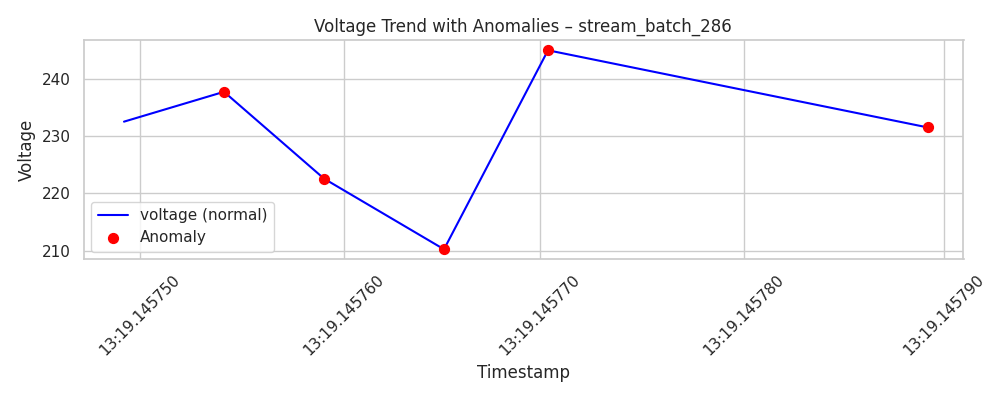 Voltage Trend with Anomalies – stream_batch_286
Voltage
240
230
220
210
voltage (normal)
Anomaly
13:19.145750
13:19.145760
13:19.145770
13:19.145780
13:19.145790
Timestamp